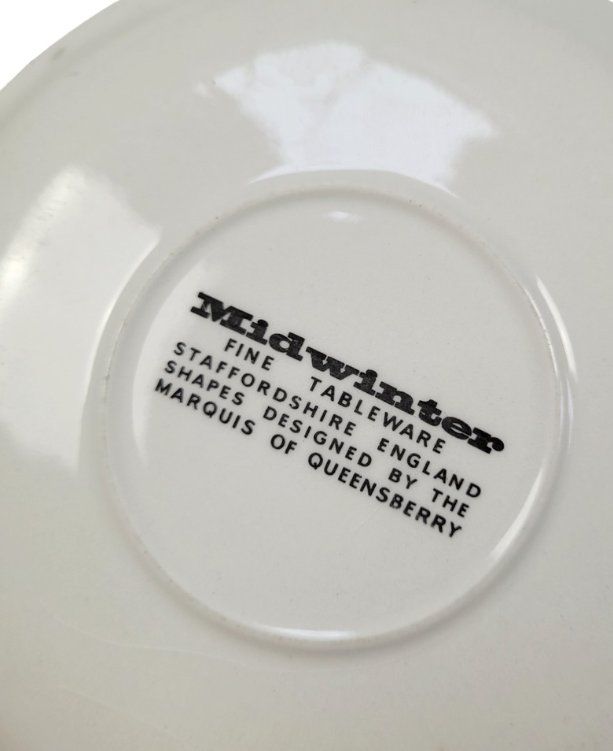 Midwinter
FINE TABLEWARE
STAFFORDSHIRE ENGLAND
SHAPES DESIGNED BY THE
MARQUIS OF QUEENSBERRY